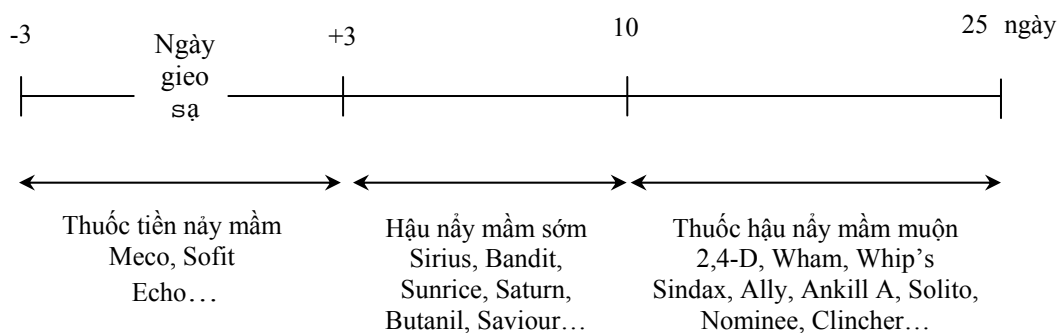 -3 +3 10 25 ngày
Ngày
gieo
sạ
Thuốc tiền nảy mầm
Meco, Sofit
Echo…
Hậu nẩy mầm sớm
Sirius, Bandit,
Sunrice, Saturn,
Butanil, Saviour…
Thuốc hậu nẩy mầm muộn
2,4-D, Wham, Whip’s
Sindax, Ally, Ankill A, Solito,
Nominee, Clincher…